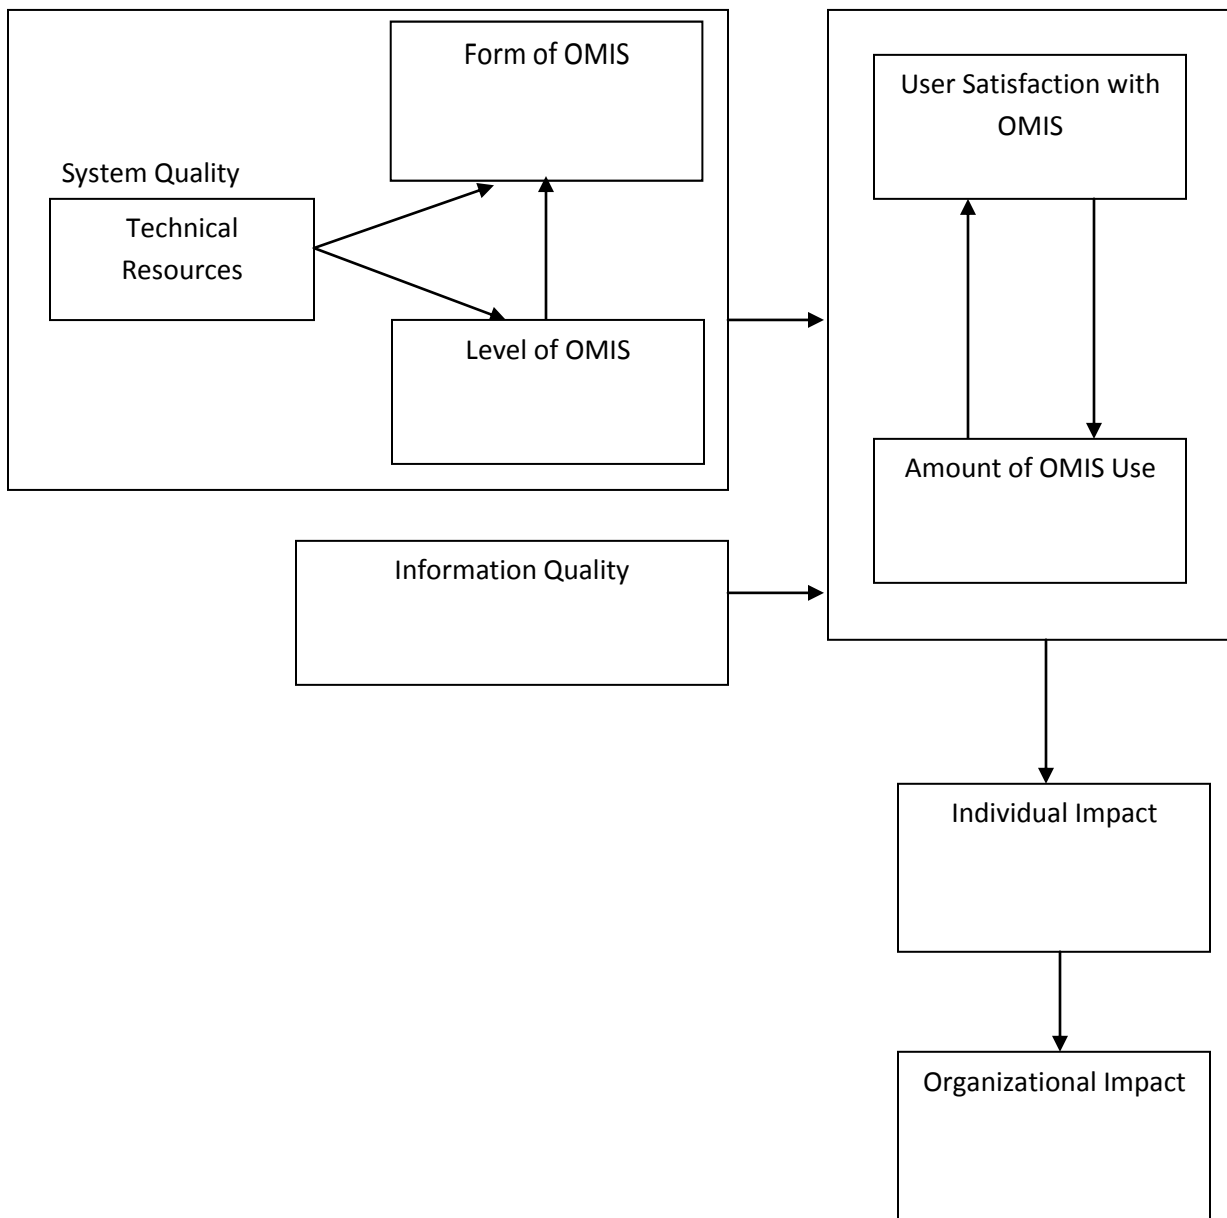 Form of OMIS
System Quality
Technical
Resources
Level of OMIS
Information Quality
User Satisfaction with
OMIS
Amount of OMIS Use
Individual Impact
Organizational Impact